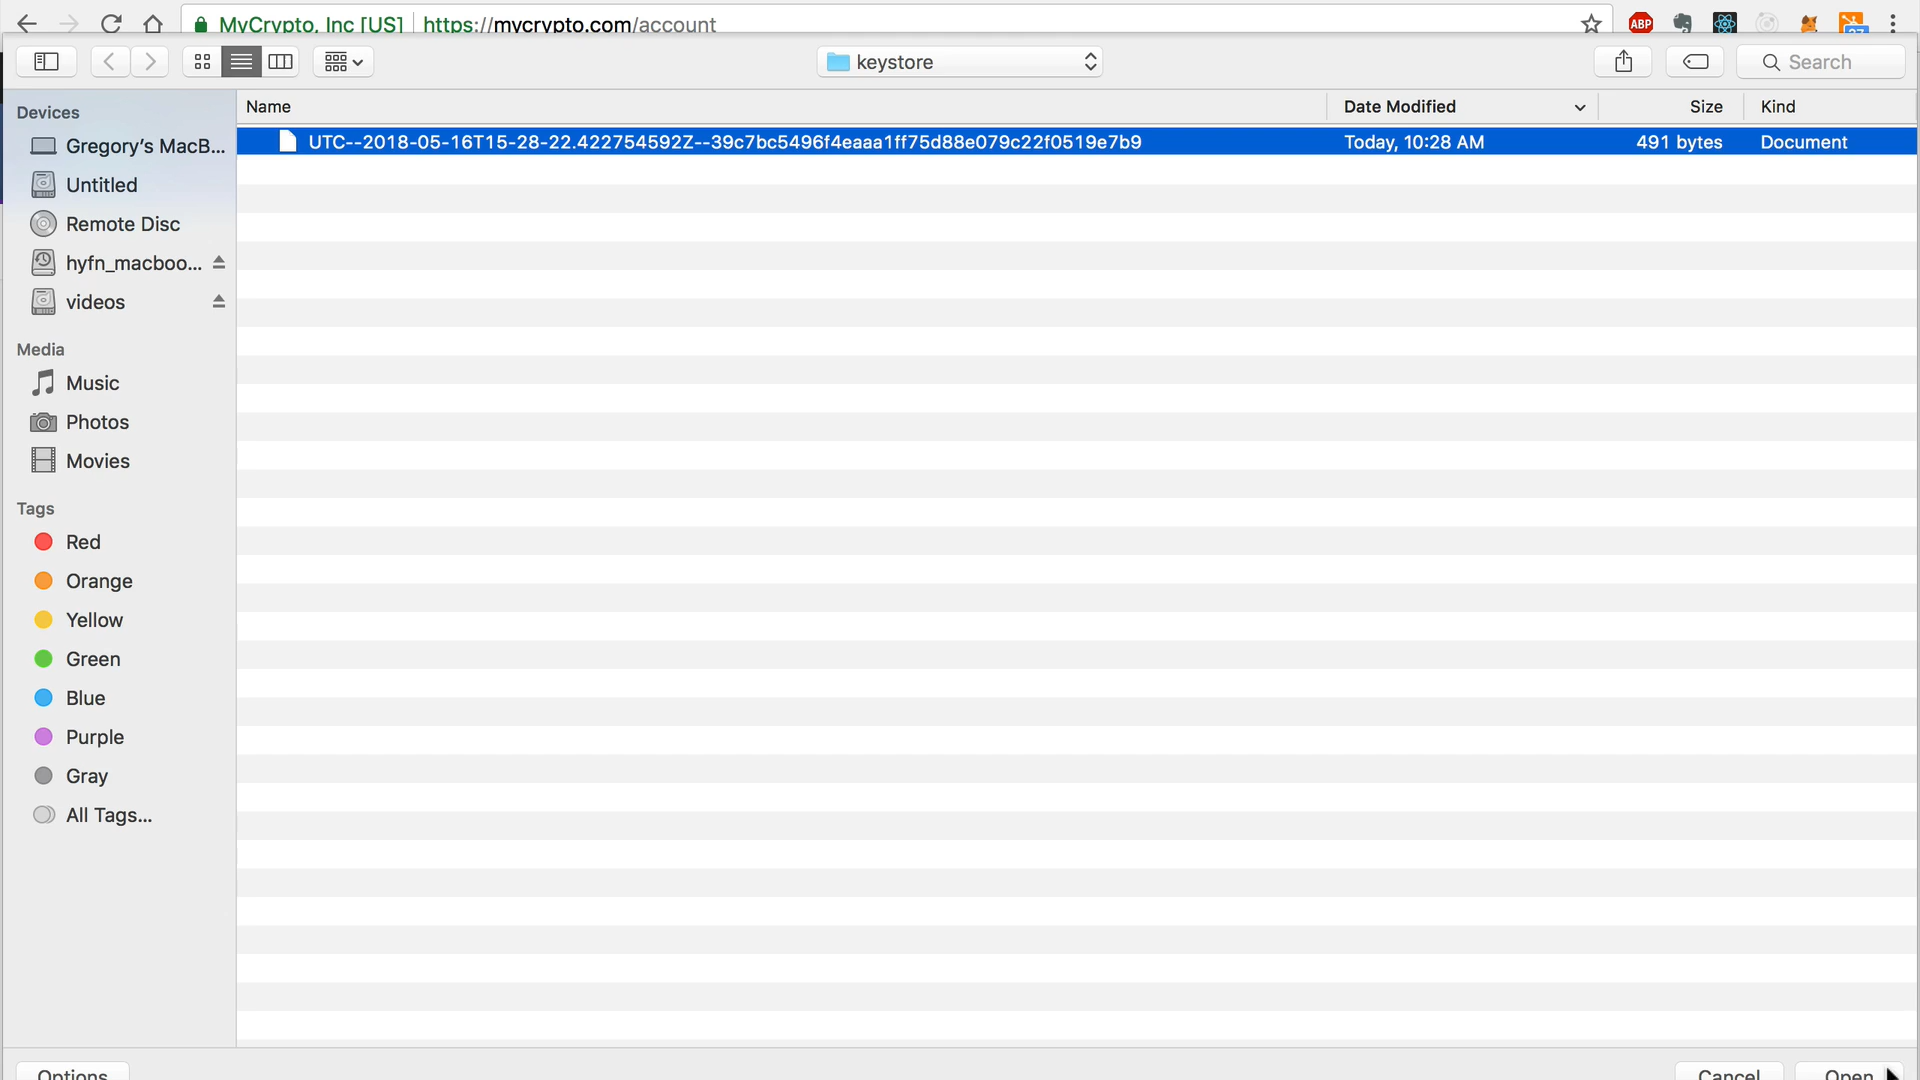 MyCrypto, Inc [US] https://mycrypto.com/account
ABP
27
keystore
Search
Devices
Gregory’s MacB...
Untitled
Remote Disc
hyfn_macboo...
videos
Media
Music
Photos
Movies
Tags
Red
Orange
Yellow
Green
Blue
Purple
Gray
All Tags...
Name Date Modified Size Kind
UTC--2018-05-16T15-28-22.422754592Z--39c7bc5496f4eaaa1ff75d88e079c22f0519e7b9 Today, 10:28 AM 491 bytes Document
Options Cancel Open